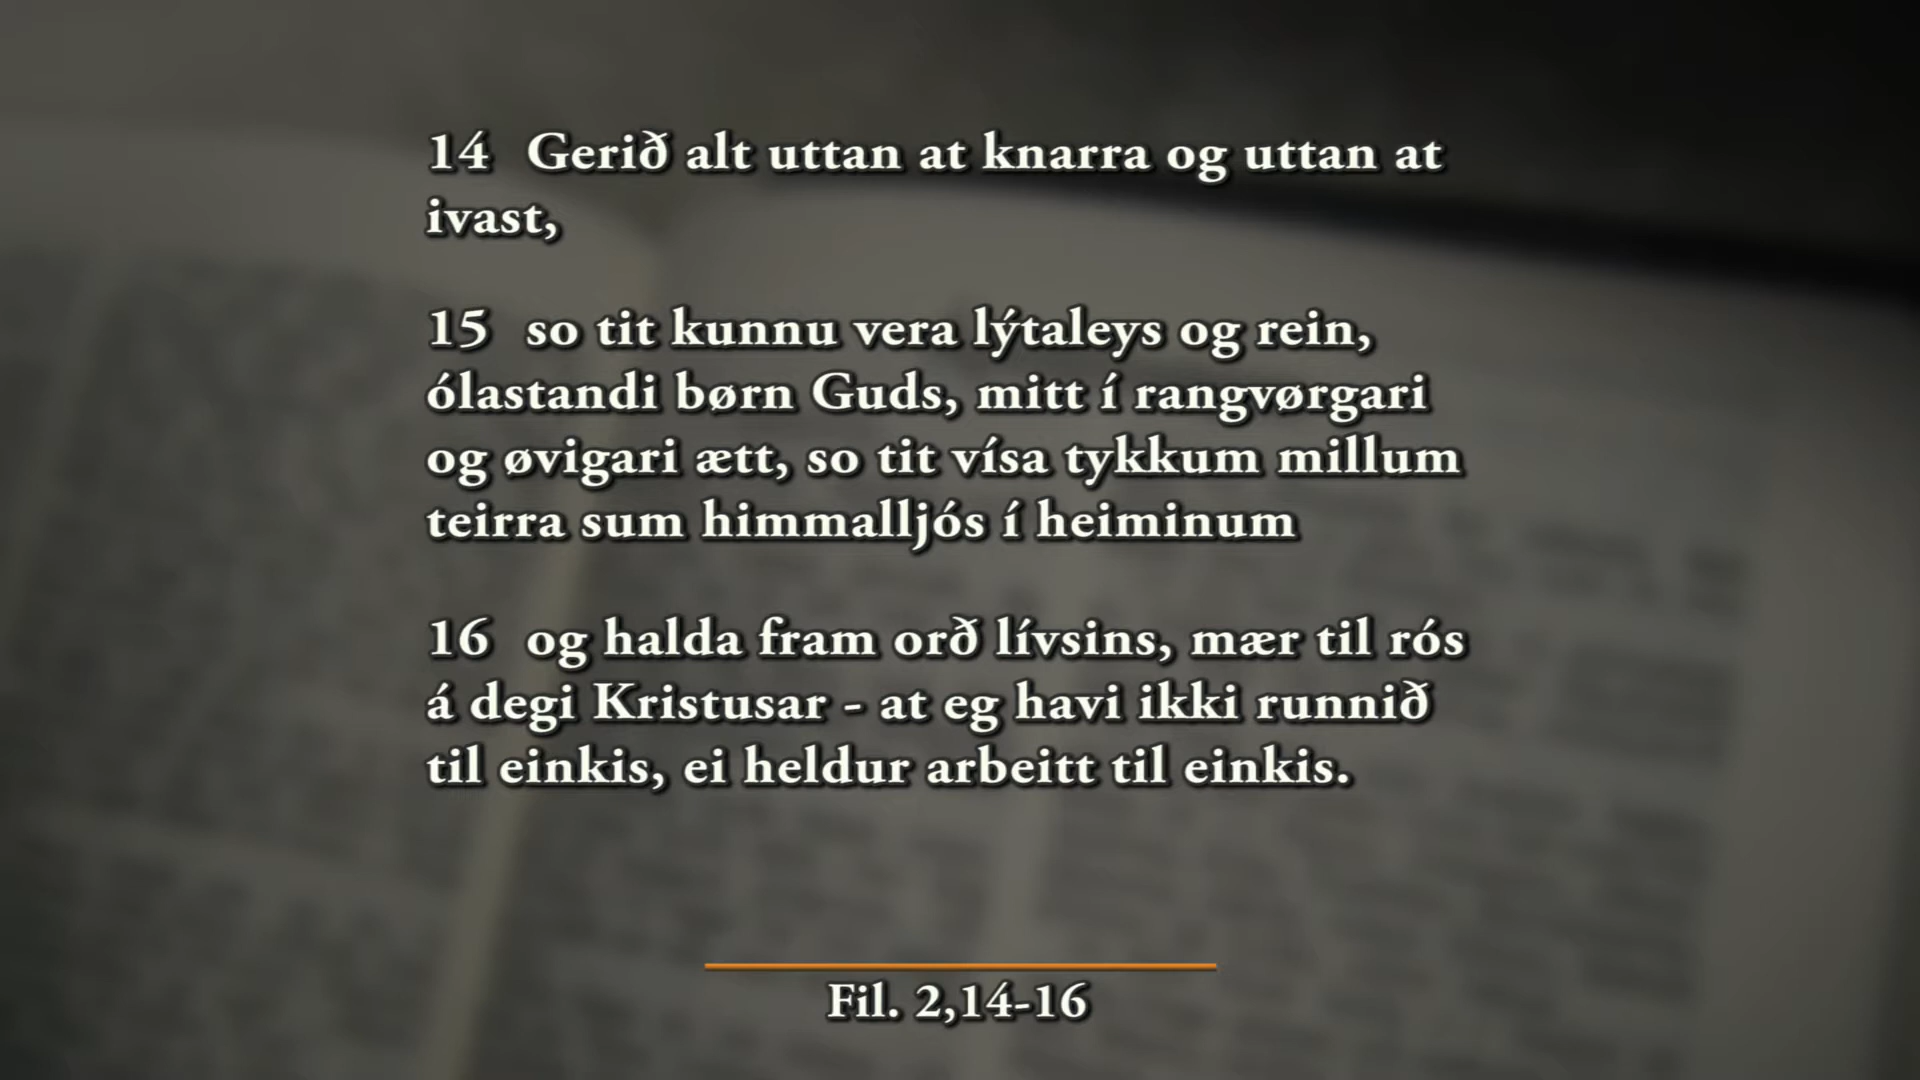 14 Gerið alt uttan at knarra og uttan at
ivast,
15 so tit kunnu vera lýtaleys og rein,
ólastandi børn Guds, mitt í rangvørgari
og øvigari ætt, so tit vísa tykkum millum
teirra sum himmalljós í heiminum
16 og halda fram orð lívsins, mær til rós
á degi Kristusar - at eg havi ikki runnið
til einkis, ei heldur arbeitt til einkis.
Fil. 2,14-16